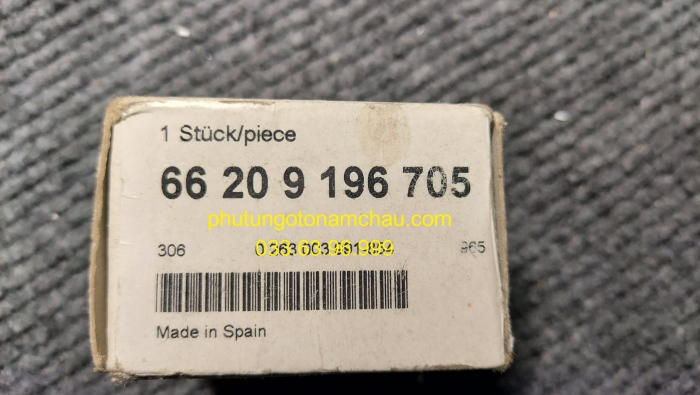 1 Stück/piece
66 20 9 196 705
phutungotonamchau.com
306 965
Made in Spain